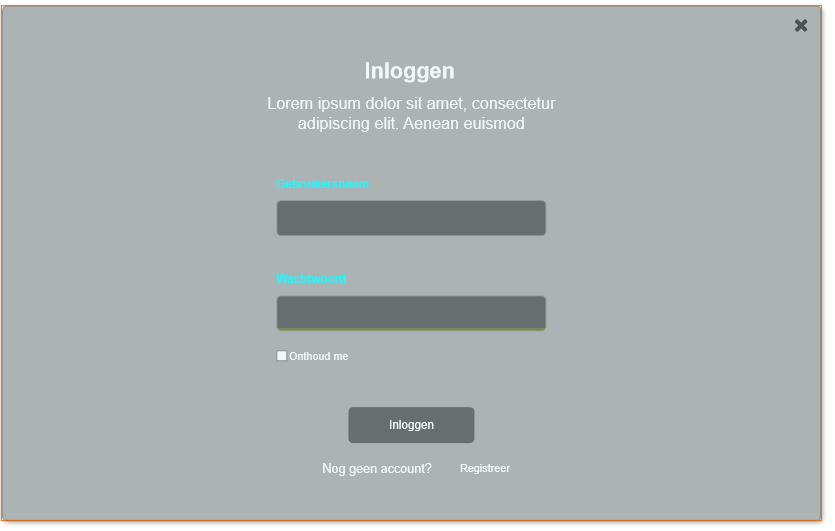 Inloggen
Lorem ipsum dolor sit amet, consectetur
adipiscing elit. Aenean euismod
Gebruikersnaam
Wachtwoord
Onthoud me
Inloggen
Nog geen account? Registreer